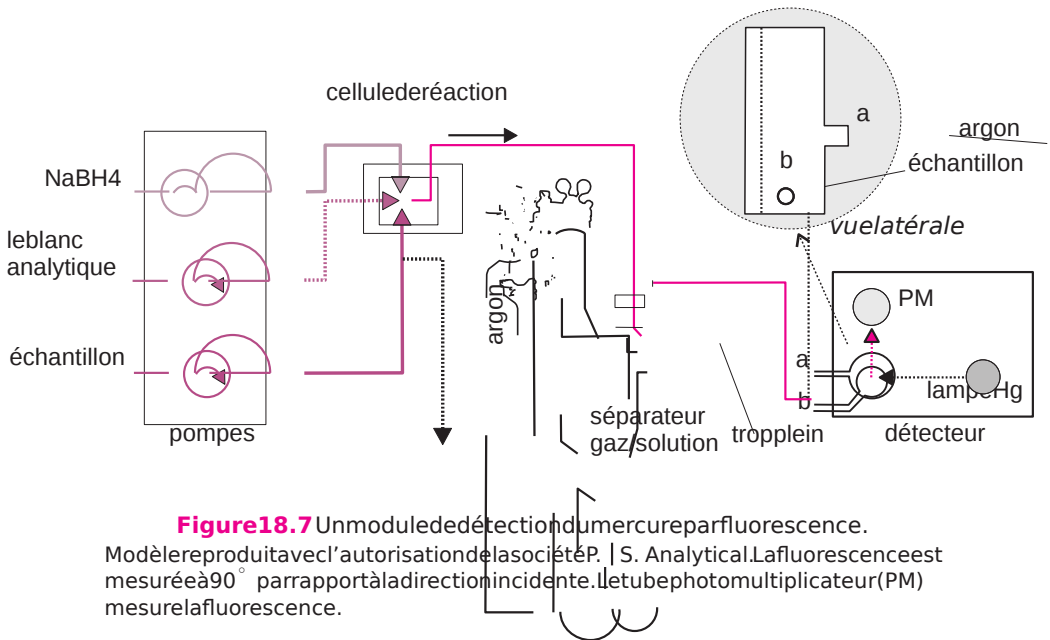 celluledereaction
NaBH4
leblanc
analytique
échantillon
pompes
argon
séparateur
gaz/solution
tropplein
a
b
argon
échantillon
vuelatérale
PM
a
b
lampeHg
détecteur
Figure18.7Unmodulededétectiondumercureparfluorescence.
Modèlereproduitavecl’autorisationdelasociétéP. S. Analytical.Lafluorescenceest
mesuréeà90° parrapportàladirectionincidente.Letubephotomultiplicateur(PM)
mesurelafluorescence.